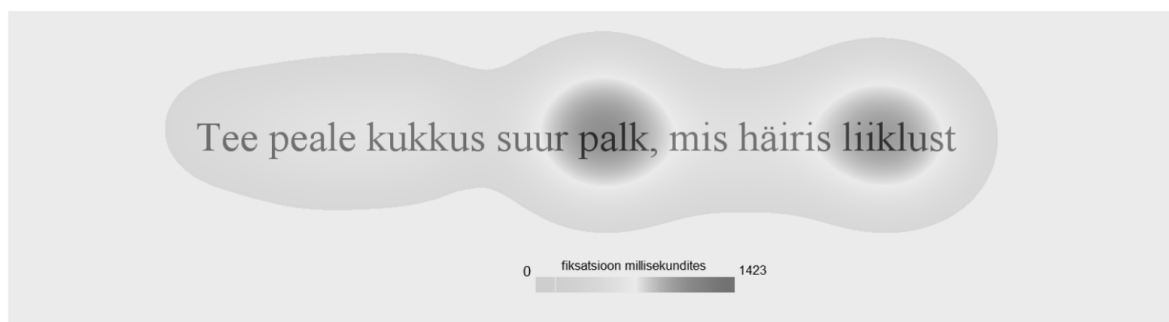 Tee peale kukkus suur palk, mis häiris liiklust
0 fiksatsioon millisekundites 1423